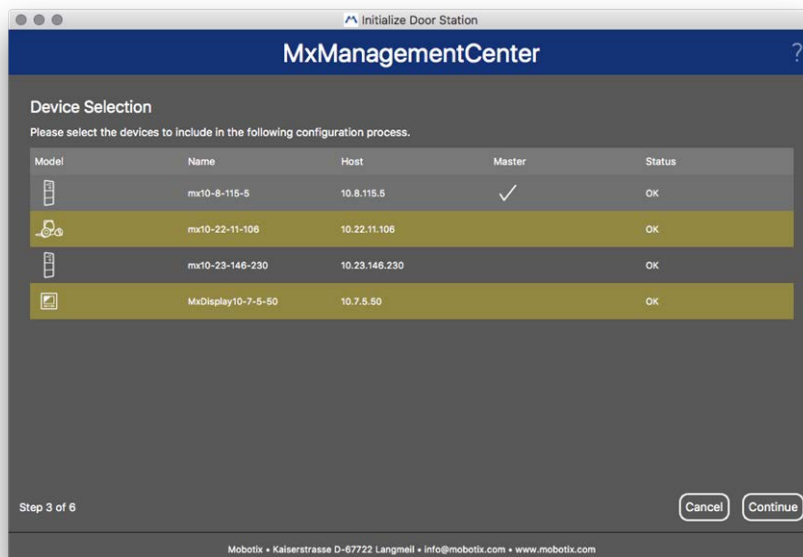 Initialize Door Station
MxManagementCenter ?
Device Selection
Please select the devices to include in the following configuration process.
Model Name Host Master Status
mx10-8-115-5 10.8.115.5 OK
mx10-22-11-106 10.22.11.106 OK
mx10-23-146-230 10.23.146.230 OK
MxDisplay10-7-5-50 10.7.5.50 OK
Step 3 of 6 Cancel Continue
Mobotix • Kaiserstrasse D-67722 Langmeil • info@mobotix.com • www.mobotix.com